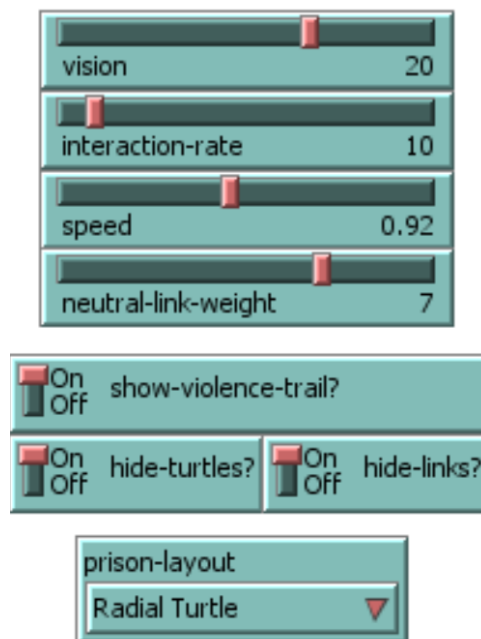 vision 20
interaction-rate 10
speed 0.92
neutral-link-weight 7
On
Off show-violence-trail?
On
Off hide-turtles?
On
Off hide-links?
prison-layout
Radial Turtle